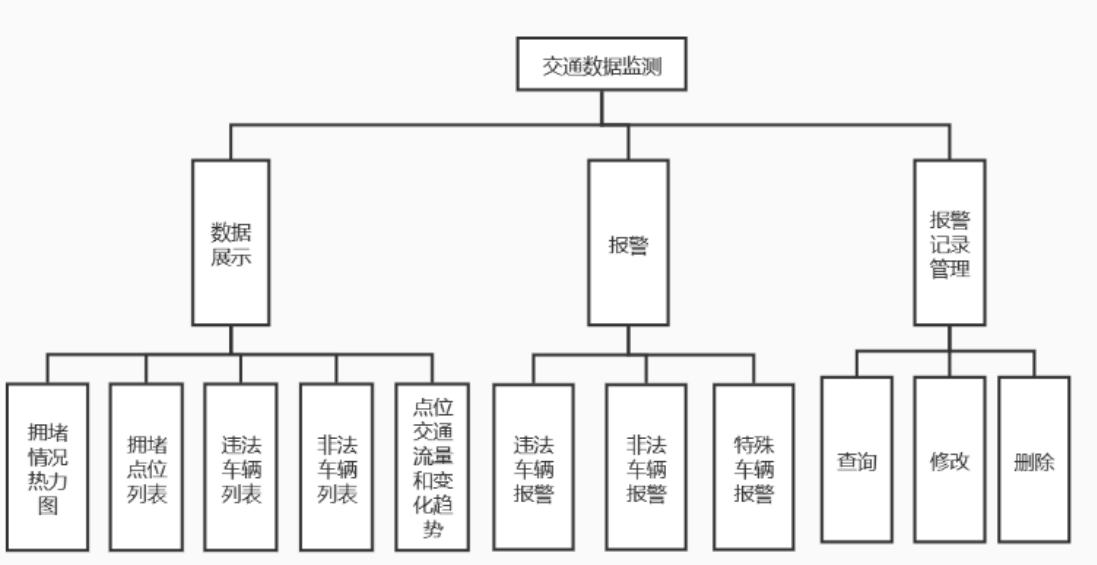 交通数据监测
数据
展示
报警
报警
记录
管理
拥堵
情况
热力
图
拥堵
点位
列表
违法
车辆
列表
非法
车辆
列表
点位
交通
流量
和变
化趋
势
违法
车辆
报警
非法
车辆
报警
特殊
车辆
报警
查询
修改
删除